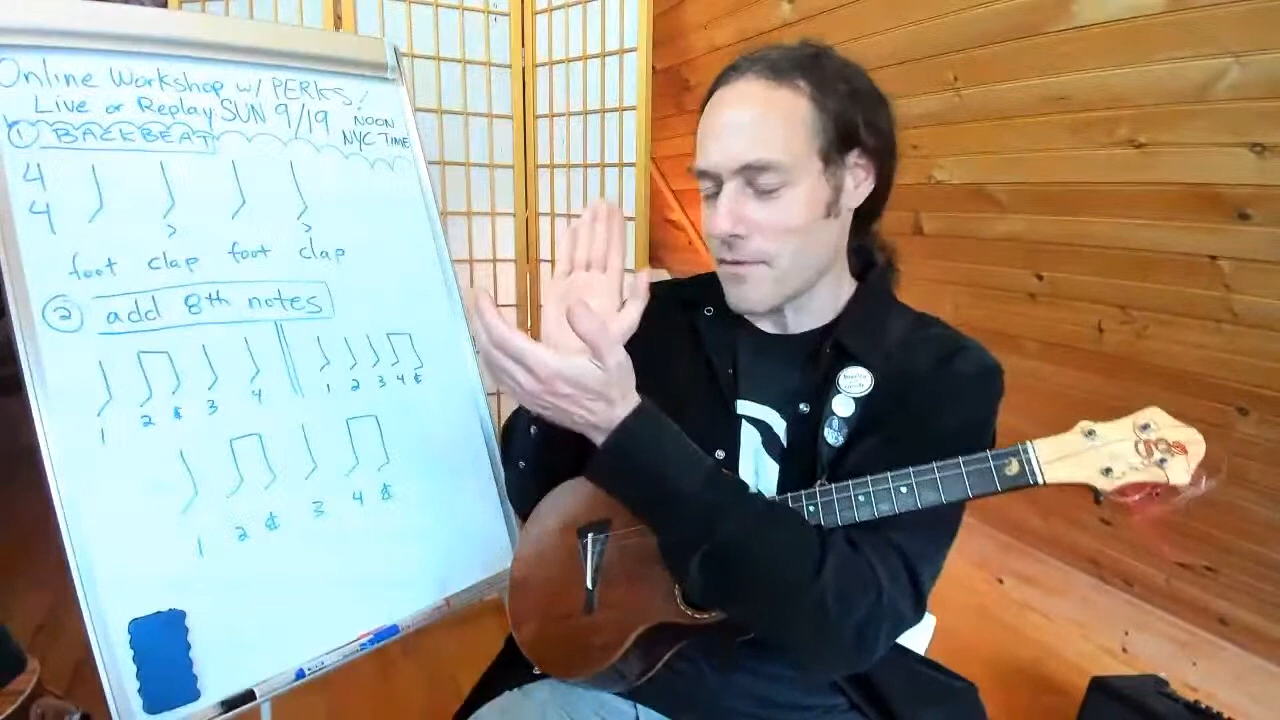 Online Workshop w/ PERKS!
Live or Replay SUN 9/19 NOON
NYC TIME
① BACKBEAT
4
4
> >
foot clap foot clap
② add 8th notes
1 2 & 3 4 1 2 3 4 &
1 2 & 3 4 &